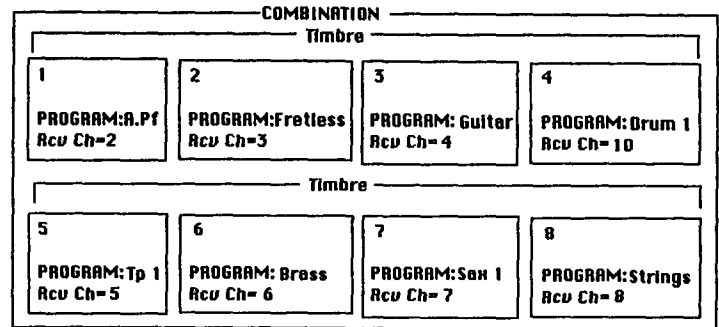 COMBINATION
Timbre
1
PROGRAM:A.Pf
Rcv Ch=2
2
PROGRAM:Fretless
Rcv Ch=3
3
PROGRAM: Guitar
Rcv Ch=4
4
PROGRAM:Drum 1
Rcv Ch=10
Timbre
5
PROGRAM:Tp 1
Rcv Ch=5
6
PROGRAM: Brass
Rcv Ch= 6
7
PROGRAM:Sax 1
Rcv Ch= 7
8
PROGRAM:Strings
Rcv Ch= 8